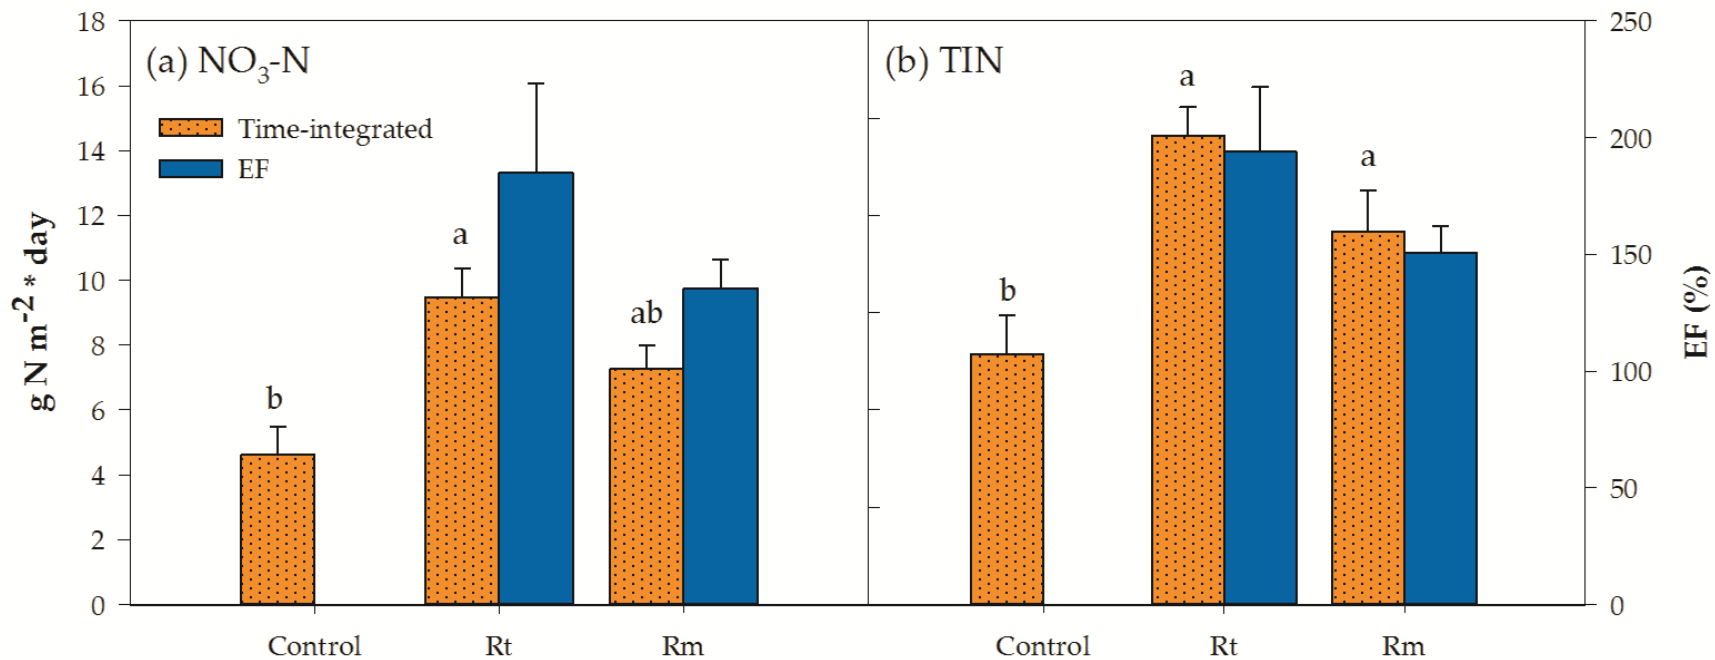 18
16
14
12
10
8
6
4
2
0
g N m⁻² * day
(a) NO₃-N
Time-integrated
EF
b
a
ab
Control
Rt
Rm
(b) TIN
b
a
a
Control
Rt
Rm
250
200
150
100
50
0
EF (%)